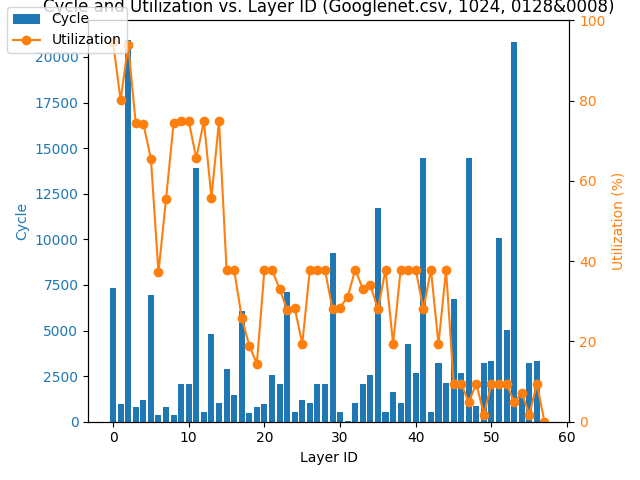 Cycle and Utilization vs. Layer ID (Googlenet.csv, 1024, 0128&0008)
Cycle
Utilization
20000
17500
15000
12500
10000
7500
5000
2500
0
Cycle
100
80
60
40
20
0
Utilization (%)
0 10 20 30 40 50 60
Layer ID